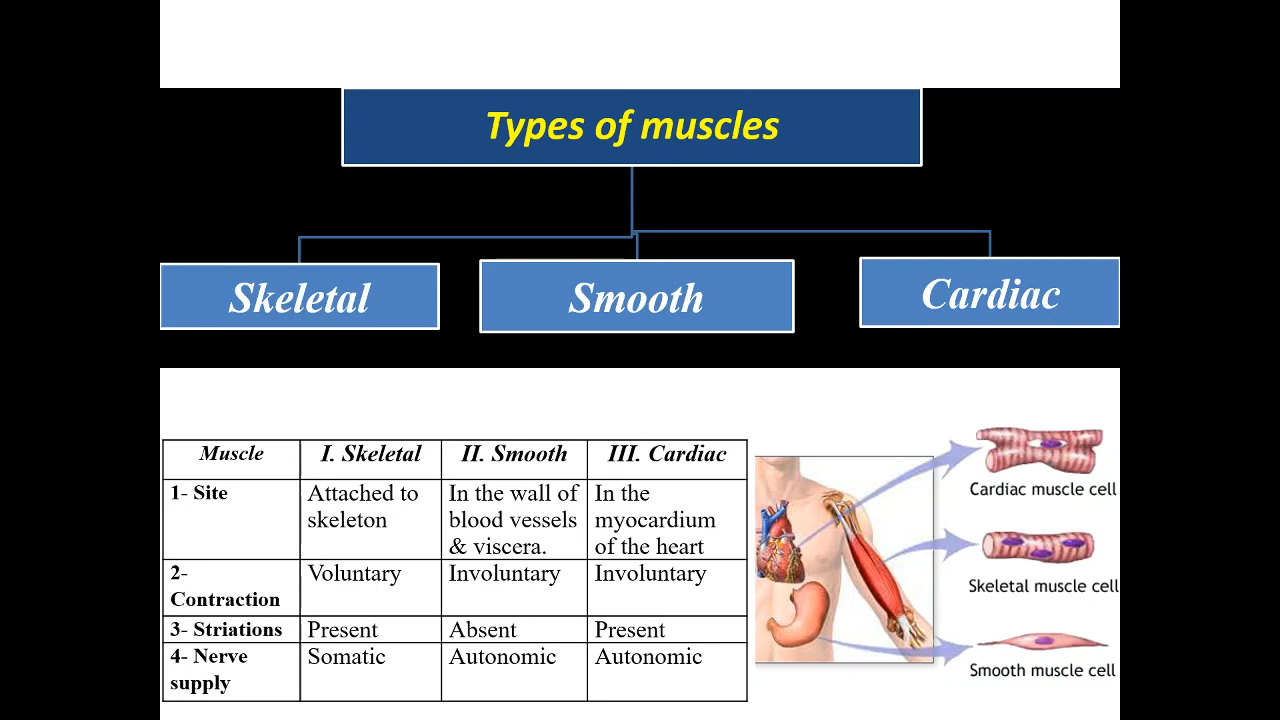 Types of muscles
Skeletal
Smooth
Cardiac
Muscle
I. Skeletal
II. Smooth
III. Cardiac
1- Site
Attached to
skeleton
In the wall of
blood vessels
& viscera.
In the
myocardium
of the heart
2-
Contraction
Voluntary
Involuntary
Involuntary
3- Striations
Present
Absent
Present
4- Nerve
supply
Somatic
Autonomic
Autonomic
Cardiac muscle cell
Skeletal muscle cell
Smooth muscle cell